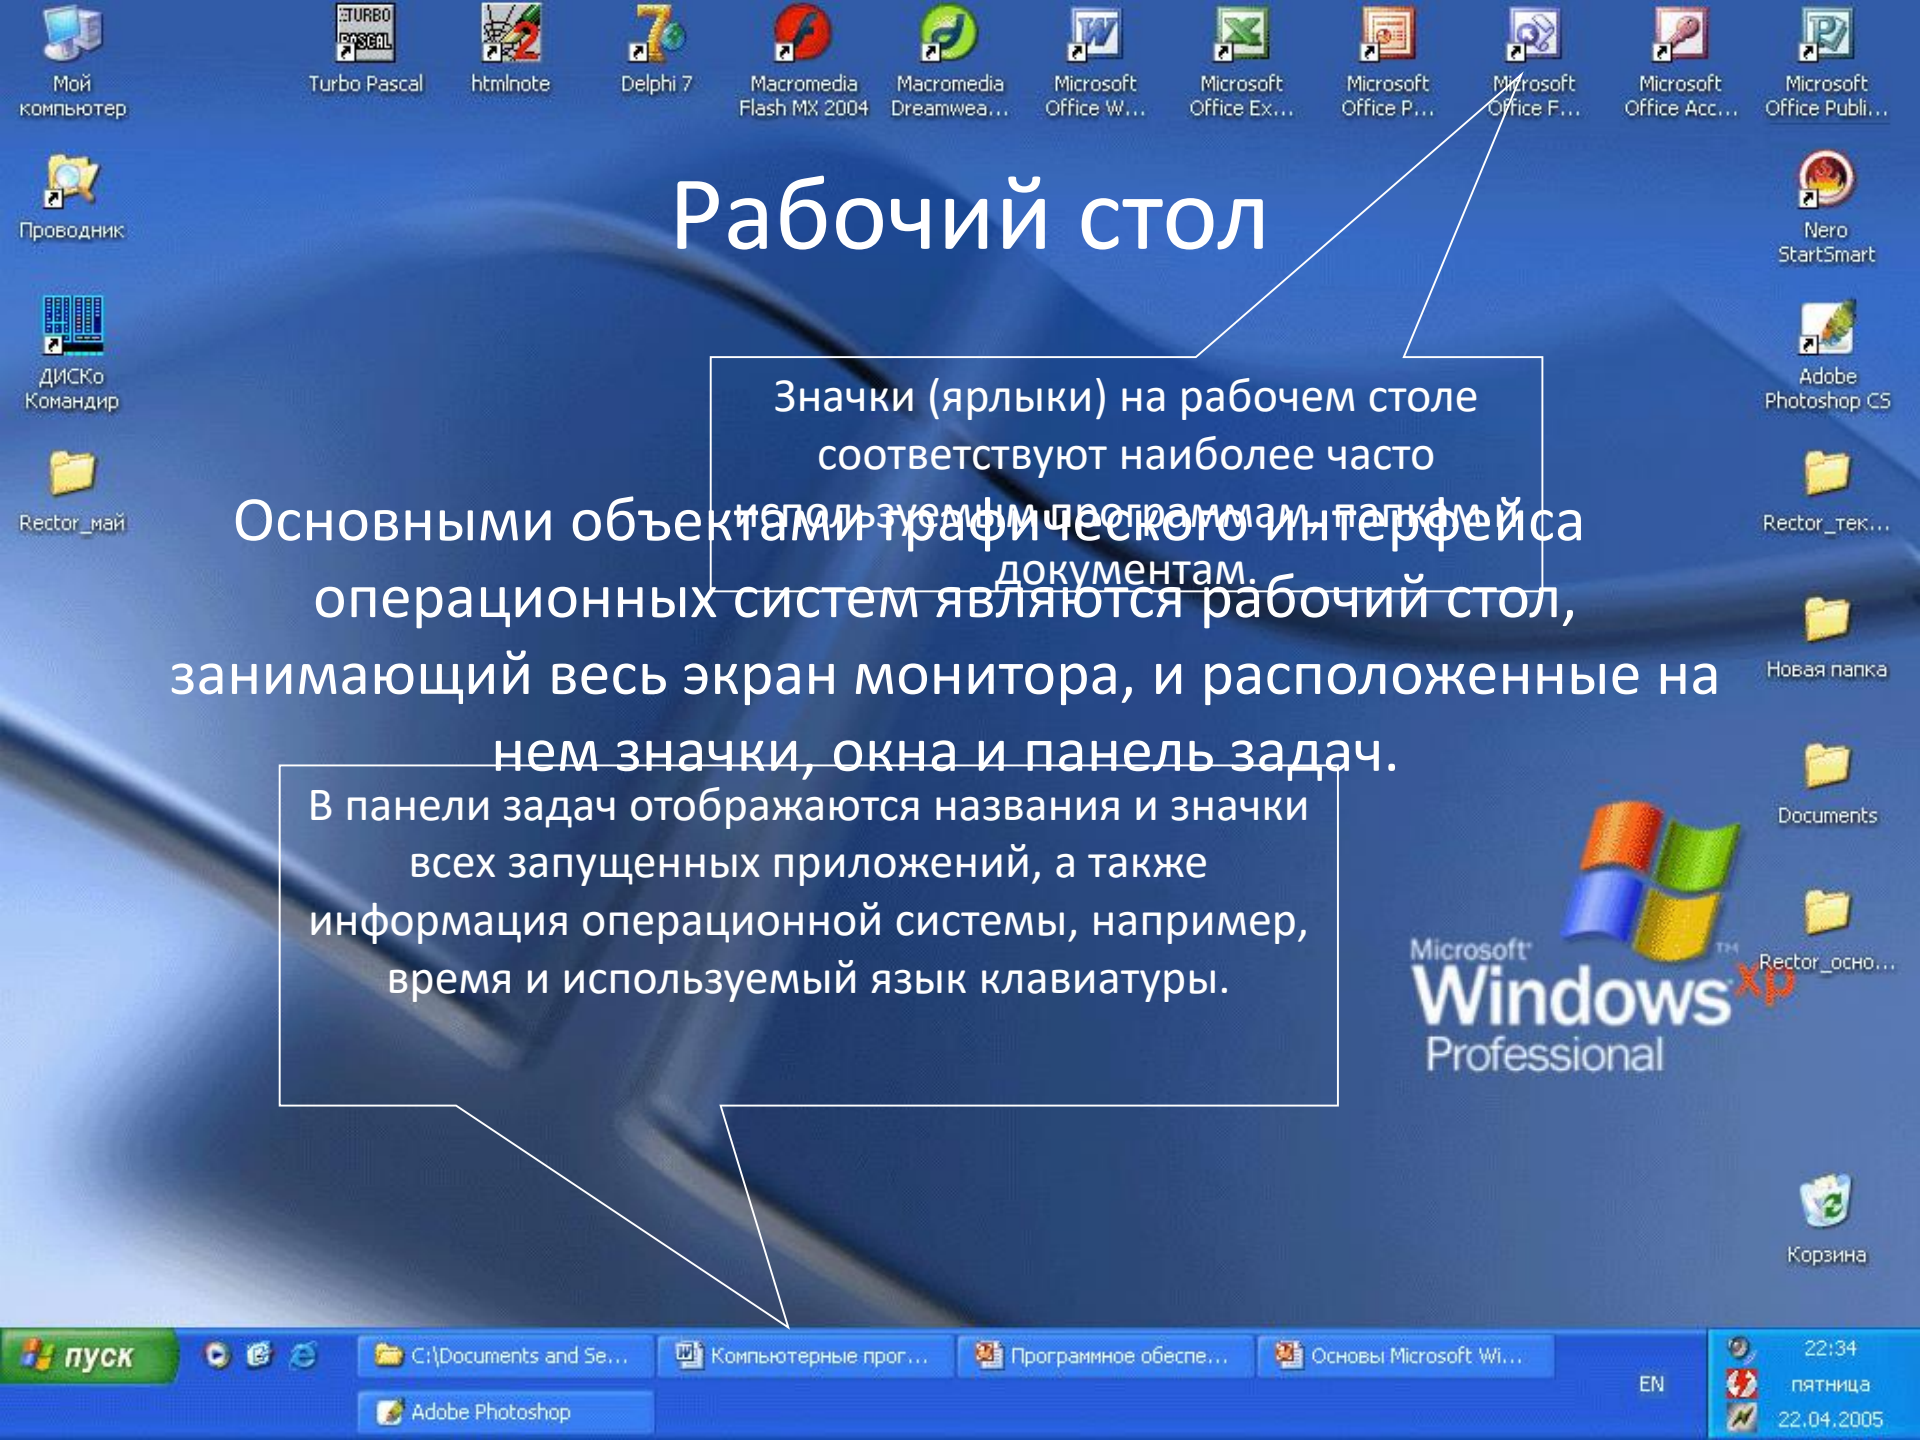 Мой
компьютер
TURBO
PASCAL
Turbo Pascal
htmlnote
Delphi 7
Macromedia
Flash MX 2004
Macromedia
Dreamwea...
Microsoft
Office W...
Microsoft
Office Ex...
Microsoft
Office P...
Microsoft
Office F...
Microsoft
Office Acc...
Microsoft
Office Publi...
Проводник
Рабочий стол
Nero
StartSmart
ДИСКо
Командир
Adobe
Photoshop CS
Значки (ярлыки) на рабочем столе
соответствуют наиболее часто
используемым программам, папкам и
документам.
Rector_май
Rector_тек...
Основными объектами графического интерфейса
операционных систем являются рабочий стол,
занимающий весь экран монитора, и расположенные на
нем значки, окна и панель задач.
Новая папка
Documents
В панели задач отображаются названия и значки
всех запущенных приложений, а также
информация операционной системы, например,
время и используемый язык клавиатуры.
Rector_осно...
Microsoft
Windows xp
Professional
Корзина
пуск
C:\Documents and Se...
Компьютерные прог...
Программное обеспе...
Основы Microsoft Wi...
Adobe Photoshop
EN
22:34
пятница
22.04.2005